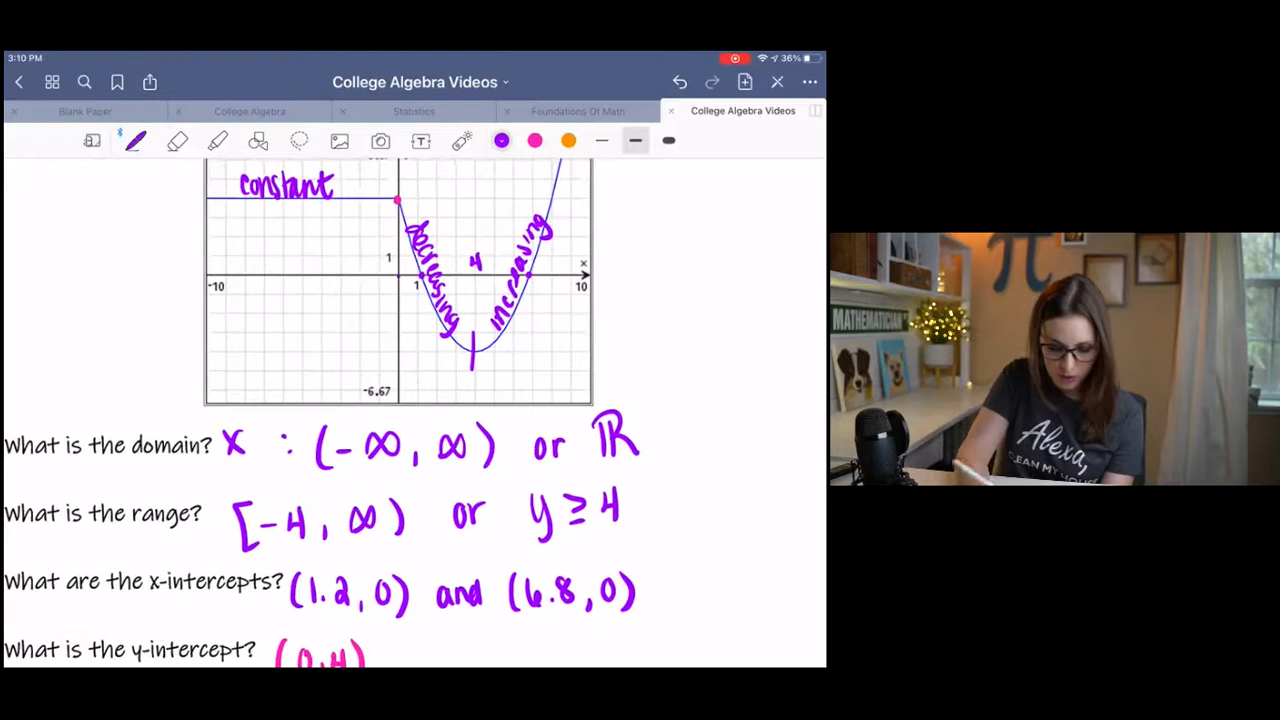 3:10 PM
36%
College Algebra Videos
Blank Paper
College Algebra
Statistics
Foundations Of Math
College Algebra Videos
constant
decreasing
increasing
4
1
x
-10
1
10
-6.67
What is the domain? x : (-∞, ∞) or ℝ
What is the range? [-4, ∞) or y ≥ 4
What are the x-intercepts? (1.2, 0) and (6.8, 0)
What is the y-intercept? (0,4)
MATHEMATICIAN
π
Alexa,
CLEAN MY HOUSE